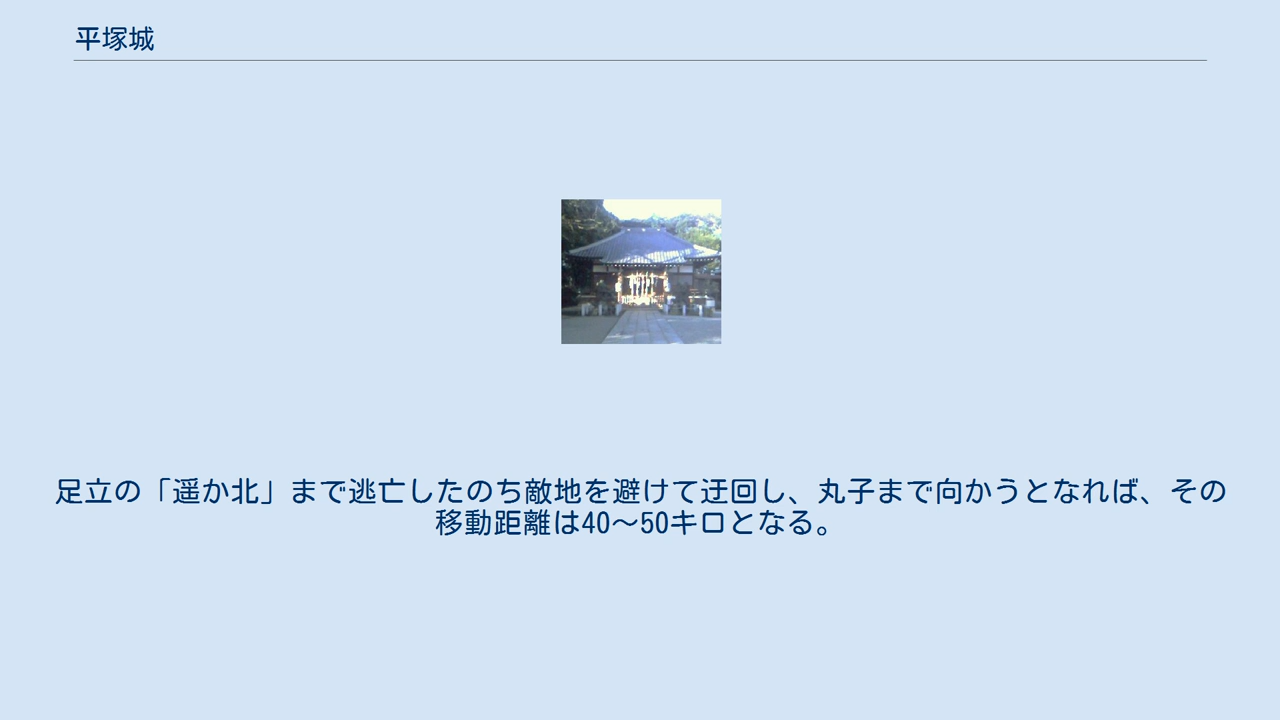 平塚城
足立の「遥か北」まで逃亡したのち敵地を避けて迂回し、丸子まで向かうとなれば、その
移動距離は40〜50キロとなる。